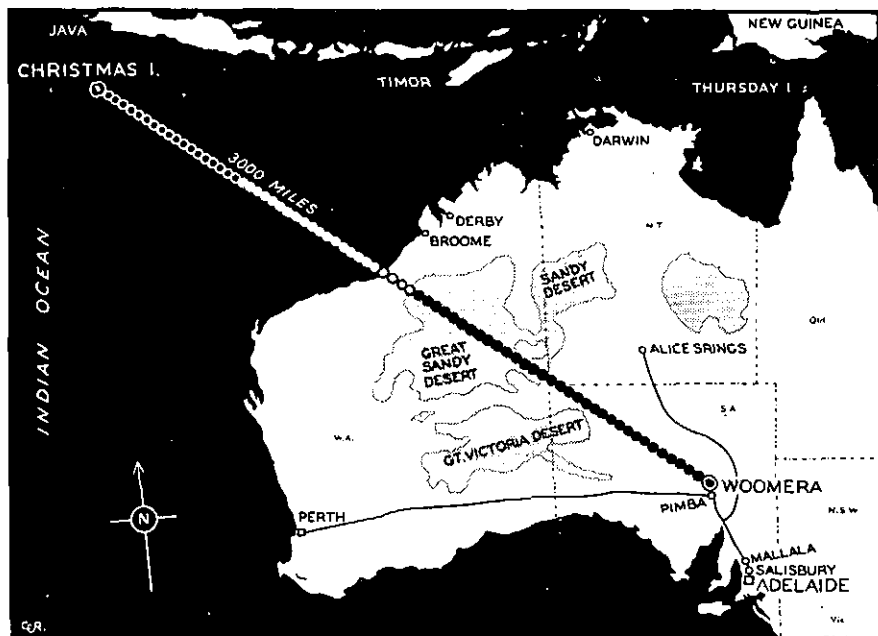 JAVA
NEW GUINEA
CHRISTMAS I.
TIMOR
THURSDAY I
3000 MILES
DARWIN
DERBY
BROOME
N.T.
INDIAN OCEAN
SANDY
DESERT
Qld
GREAT
SANDY
DESERT
ALICE SRINGS
S.A
W.A.
GT. VICTORIA DESERT
WOOMERA
PIMBA
N.S.W
N
PERTH
MALLALA
SALISBURY
ADELAIDE
Vic